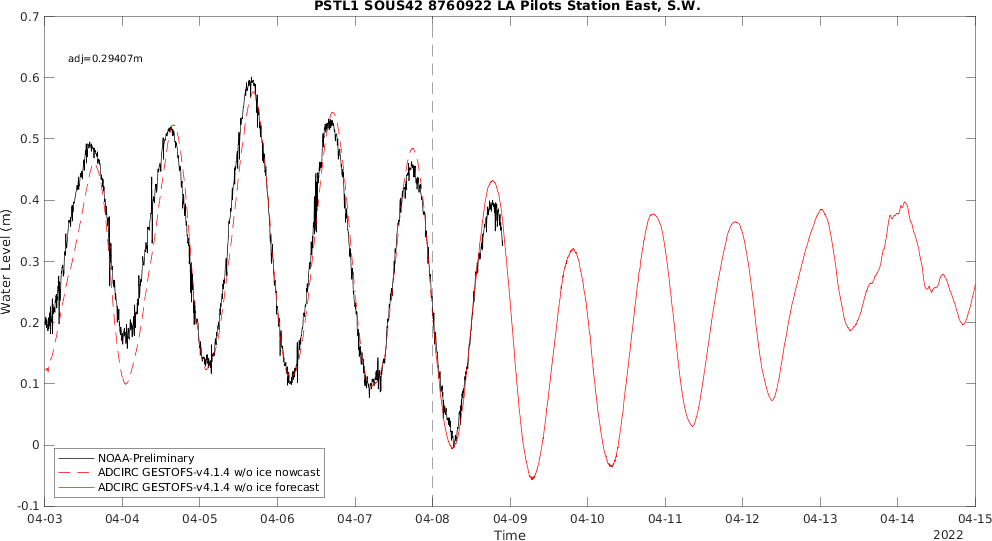 PSTL1 SOUS42 8760922 LA Pilots Station East, S.W.
adj=0.29407m
Water Level (m)
0.7
0.6
0.5
0.4
0.3
0.2
0.1
0
-0.1
NOAA-Preliminary
ADCIRC GESTOFS-v4.1.4 w/o ice nowcast
ADCIRC GESTOFS-v4.1.4 w/o ice forecast
04-03 04-04 04-05 04-06 04-07 04-08 04-09 04-10 04-11 04-12 04-13 04-14 04-15
Time
2022